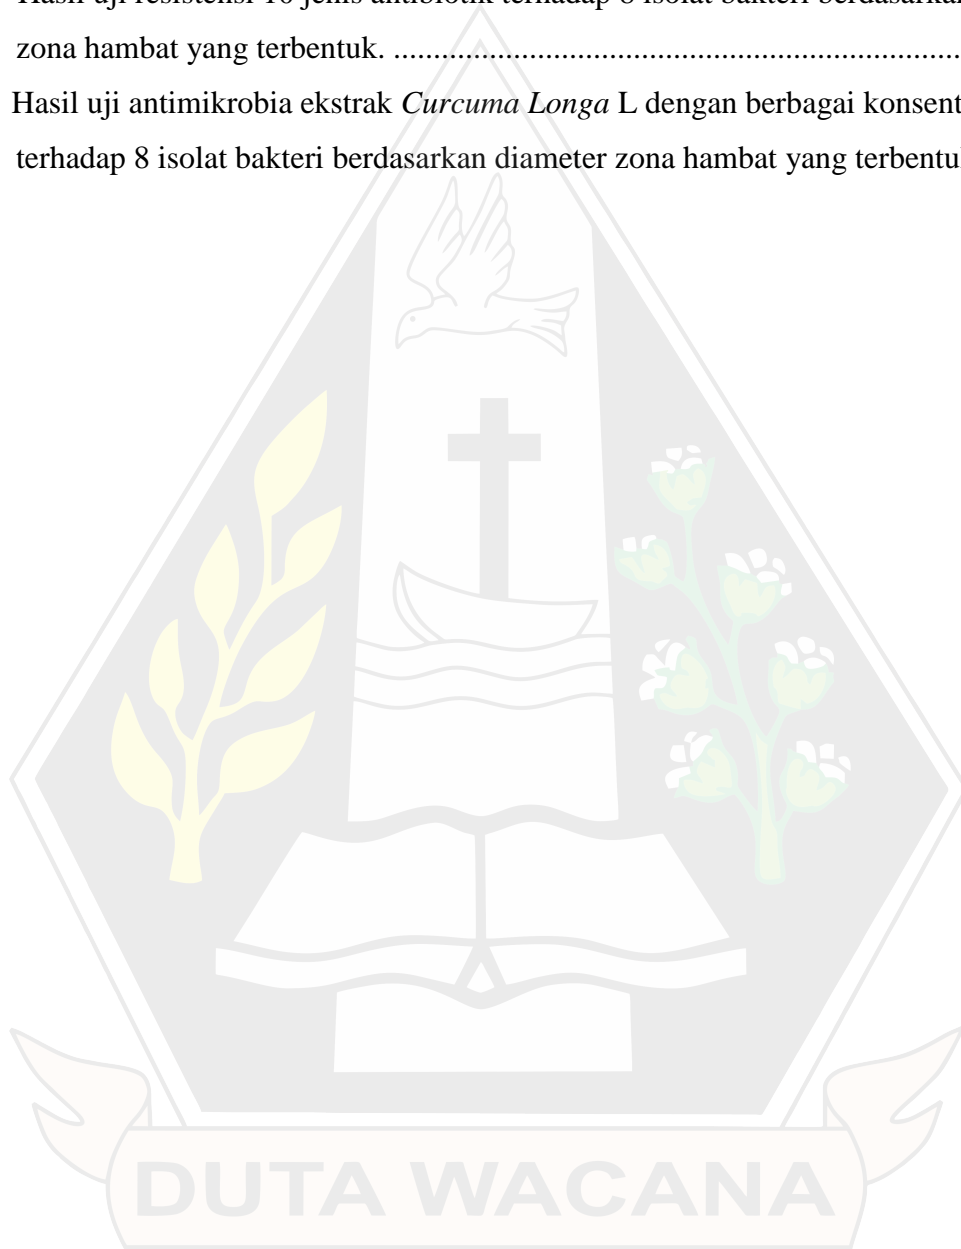 Hasil uji resistensi 10 jenis antibiotik terhadap 8 isolat bakteri berdasarkan
zona hambat yang terbentuk. ......................................................................
Hasil uji antimikrobia ekstrak Curcuma Longa L dengan berbagai konsent
terhadap 8 isolat bakteri berdasarkan diameter zona hambat yang terbentu
DUTA WACANA